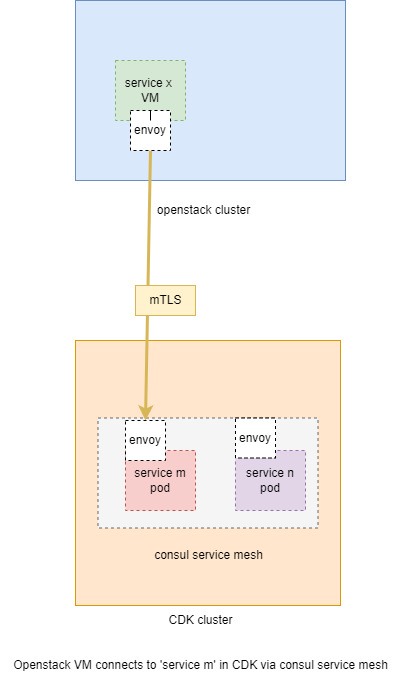 service x
VM
envoy
openstack cluster
mTLS
envoy
envoy
service m
pod
service n
pod
consul service mesh
CDK cluster
Openstack VM connects to 'service m' in CDK via consul service mesh